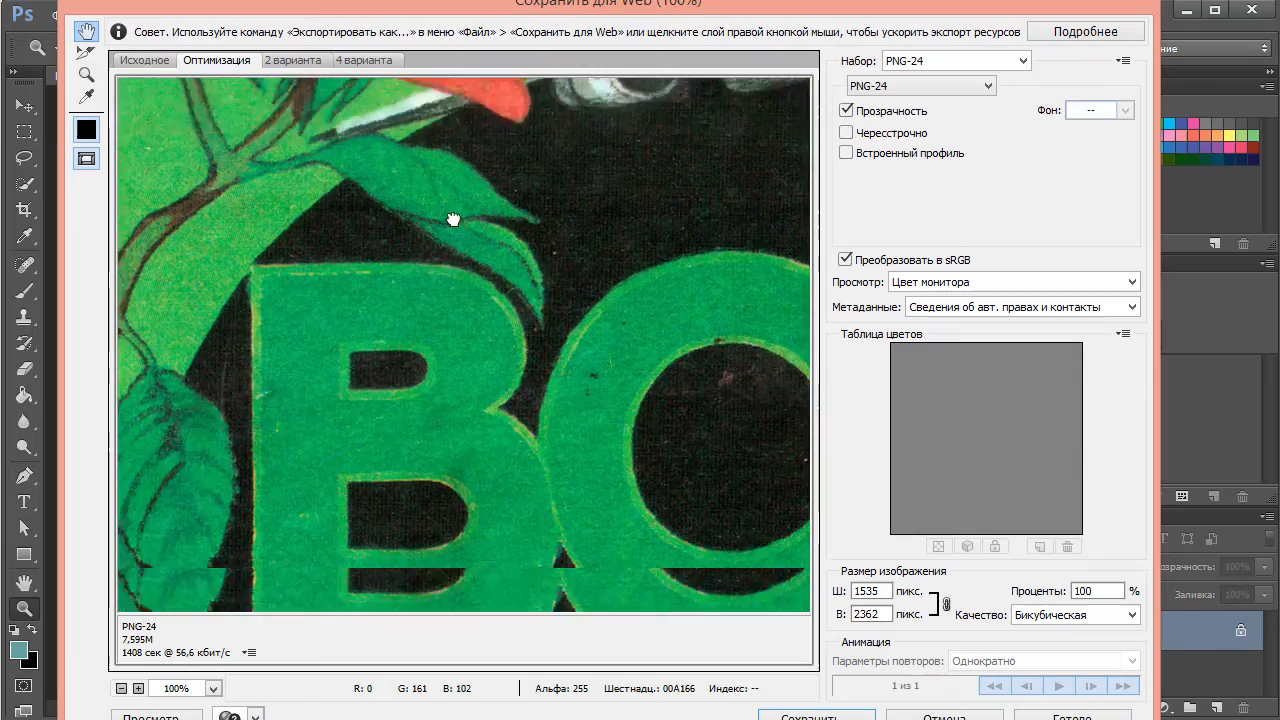 Сохранить для Web (100%)
Ps
Совет. Используйте команду «Экспортировать как...» в меню «Файл» > «Сохранить для Web» или щелкните слой правой кнопкой мыши, чтобы ускорить экспорт ресурсов
Подробнее
Исходное
Оптимизация
2 варианта
4 варианта
Набор: PNG-24
PNG-24
Прозрачность
Фон: --
Чересстрочно
Встроенный профиль
Преобразовать в sRGB
Просмотр: Цвет монитора
Метаданные: Сведения об авт. правах и контакты
Таблица цветов
BO
Размер изображения
Ш: 1535 пикс.
Проценты: 100 %
В: 2362 пикс.
Качество: Бикубическая
Анимация
Параметры повторов: Однократно
1 из 1
PNG-24
7,595M
1408 сек @ 56,6 кбит/с
100%
R: 0
G: 161
B: 102
Альфа: 255
Шестнадц.: 00A166
Индекс: --
Просмотр...
Сохранить...
Отмена
Готово
100%
Заливка: 100%